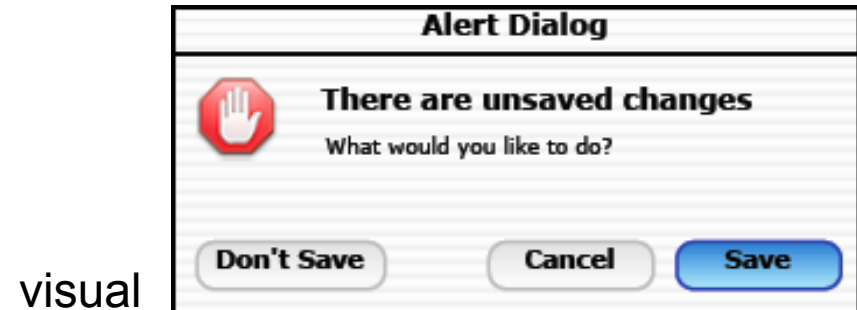 Alert Dialog
There are unsaved changes
What would you like to do?
Don't Save Cancel Save
visual